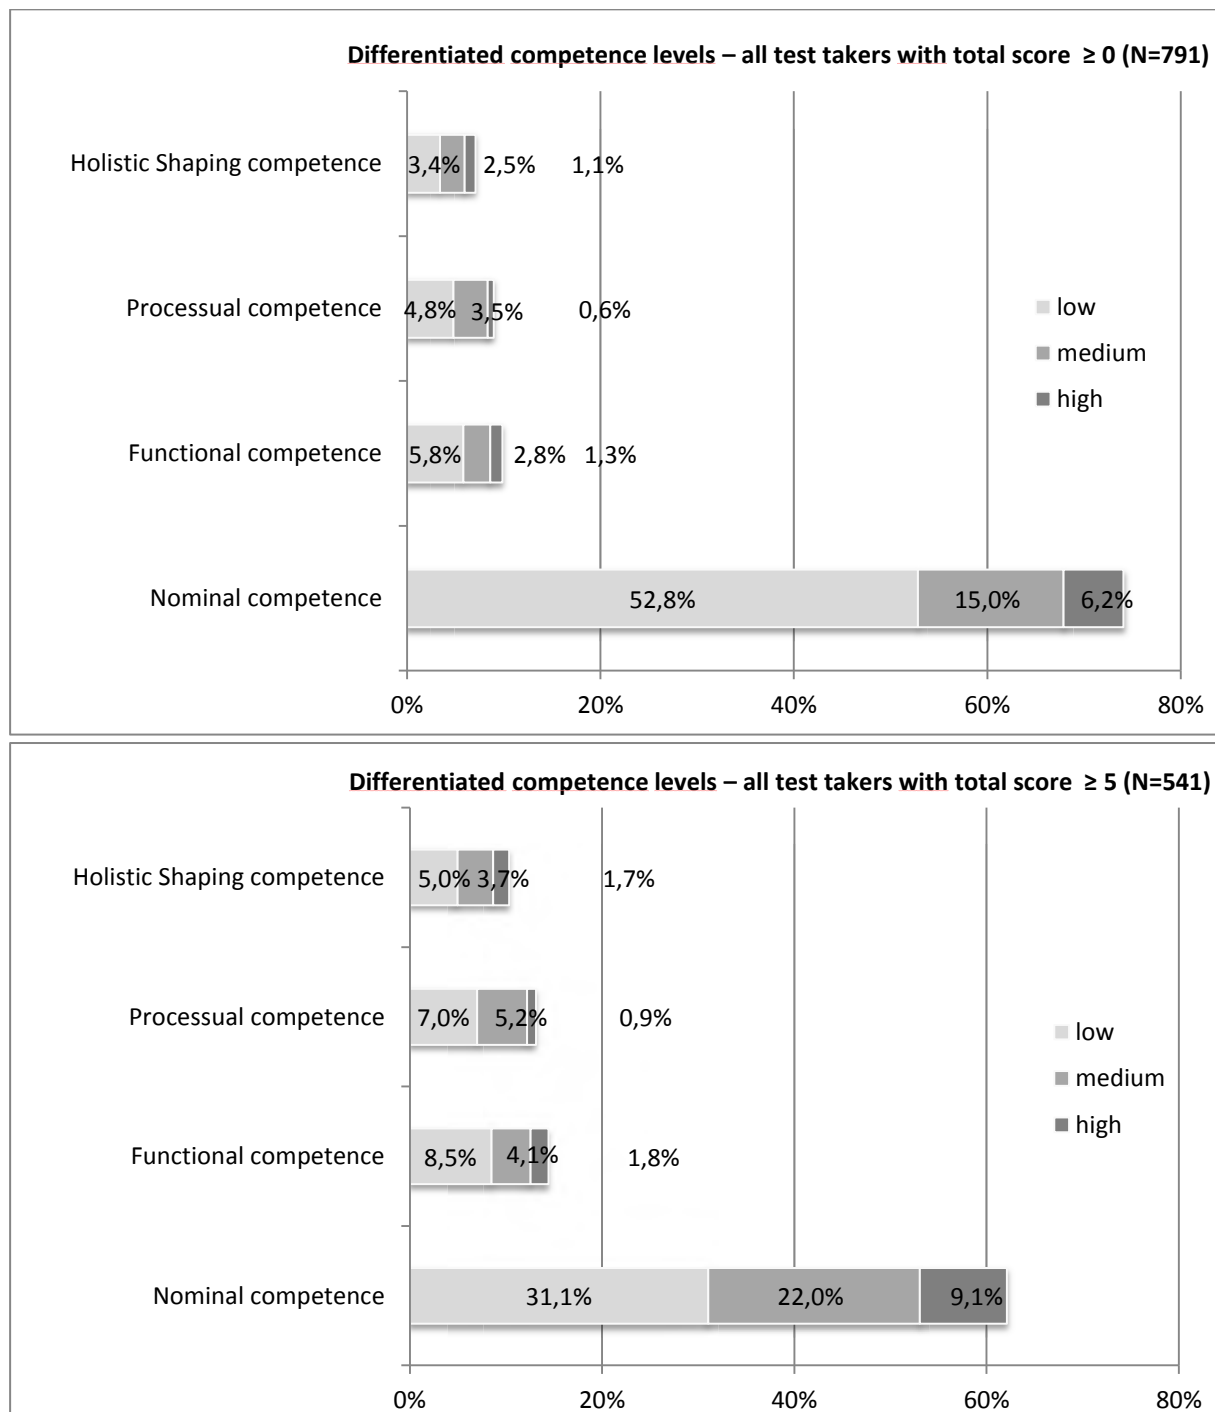 Differentiated competence levels – all test takers with total score ≥ 0 (N=791)
Holistic Shaping competence 3,4% 2,5% 1,1%
Processual competence 4,8% 3,5% 0,6%
low
medium
high
Functional competence 5,8% 2,8% 1,3%
Nominal competence 52,8% 15,0% 6,2%
0% 20% 40% 60% 80%
Differentiated competence levels – all test takers with total score ≥ 5 (N=541)
Holistic Shaping competence 5,0% 3,7% 1,7%
Processual competence 7,0% 5,2% 0,9%
low
medium
high
Functional competence 8,5% 4,1% 1,8%
Nominal competence 31,1% 22,0% 9,1%
0% 20% 40% 60% 80%